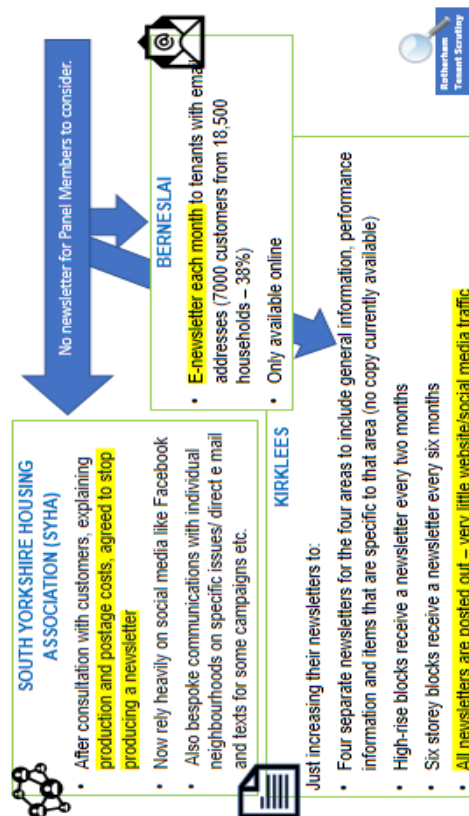 No newsletter for Panel Members to consider.
SOUTH YORKSHIRE HOUSING
ASSOCIATION (SYHA)
• After consultation with customers, explaining
production and postage costs, agreed to stop
producing a newsletter
• Now rely heavily on social media like Facebook
• Also bespoke communications with individual
neighbourhoods on specific issues/ direct e mail
and texts for some campaigns etc.
BERNESLAI
• E-newsletter each month to tenants with email
addresses (7000 customers from 18,500
households – 38%)
• Only available online
KIRKLEES
Just increasing their newsletters to:
• Four separate newsletters for the four areas to include general information, performance
information and items that are specific to that area (no copy currently available)
• High-rise blocks receive a newsletter every two months
• Six storey blocks receive a newsletter every six months
• All newsletters are posted out – very little website/social media traffic
Rotherham
Tenant Scrutiny